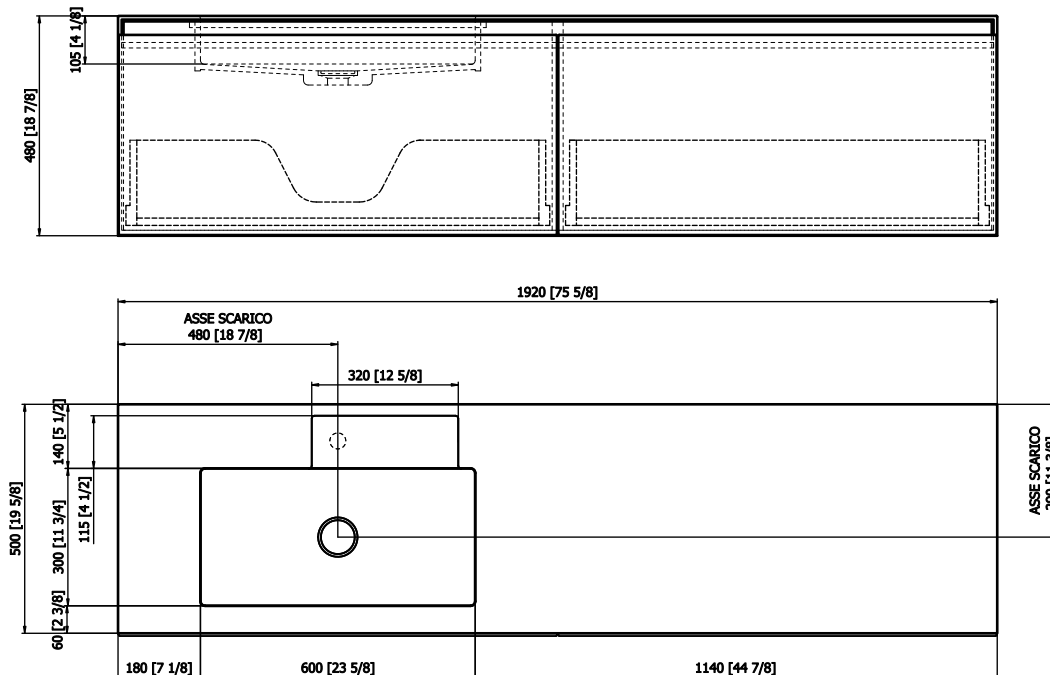 105 [4 1/8]
480 [18 7/8]
1920 [75 5/8]
ASSE SCARICO
480 [18 7/8]
320 [12 5/8]
140 [5 1/2]
115 [4 1/2]
300 [11 3/4]
500 [19 5/8]
60 [2 3/8]
ASSE SCARICO
180 [7 1/8]
600 [23 5/8]
1140 [44 7/8]